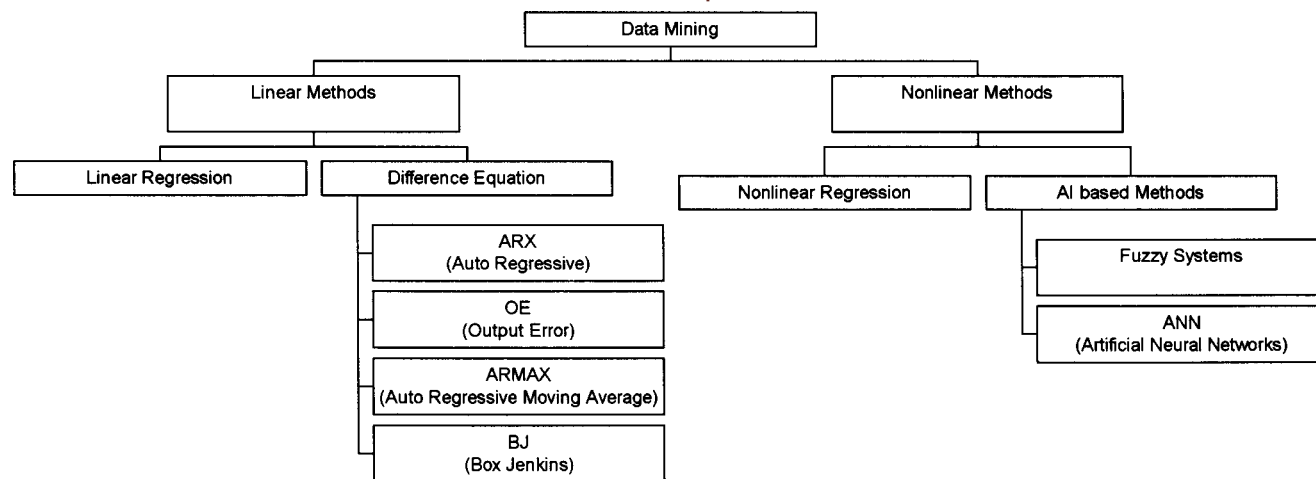 Data Mining
Linear Methods
Nonlinear Methods
Linear Regression
Difference Equation
Nonlinear Regression
AI based Methods
ARX
(Auto Regressive)
OE
(Output Error)
ARMAX
(Auto Regressive Moving Average)
BJ
(Box Jenkins)
Fuzzy Systems
ANN
(Artificial Neural Networks)